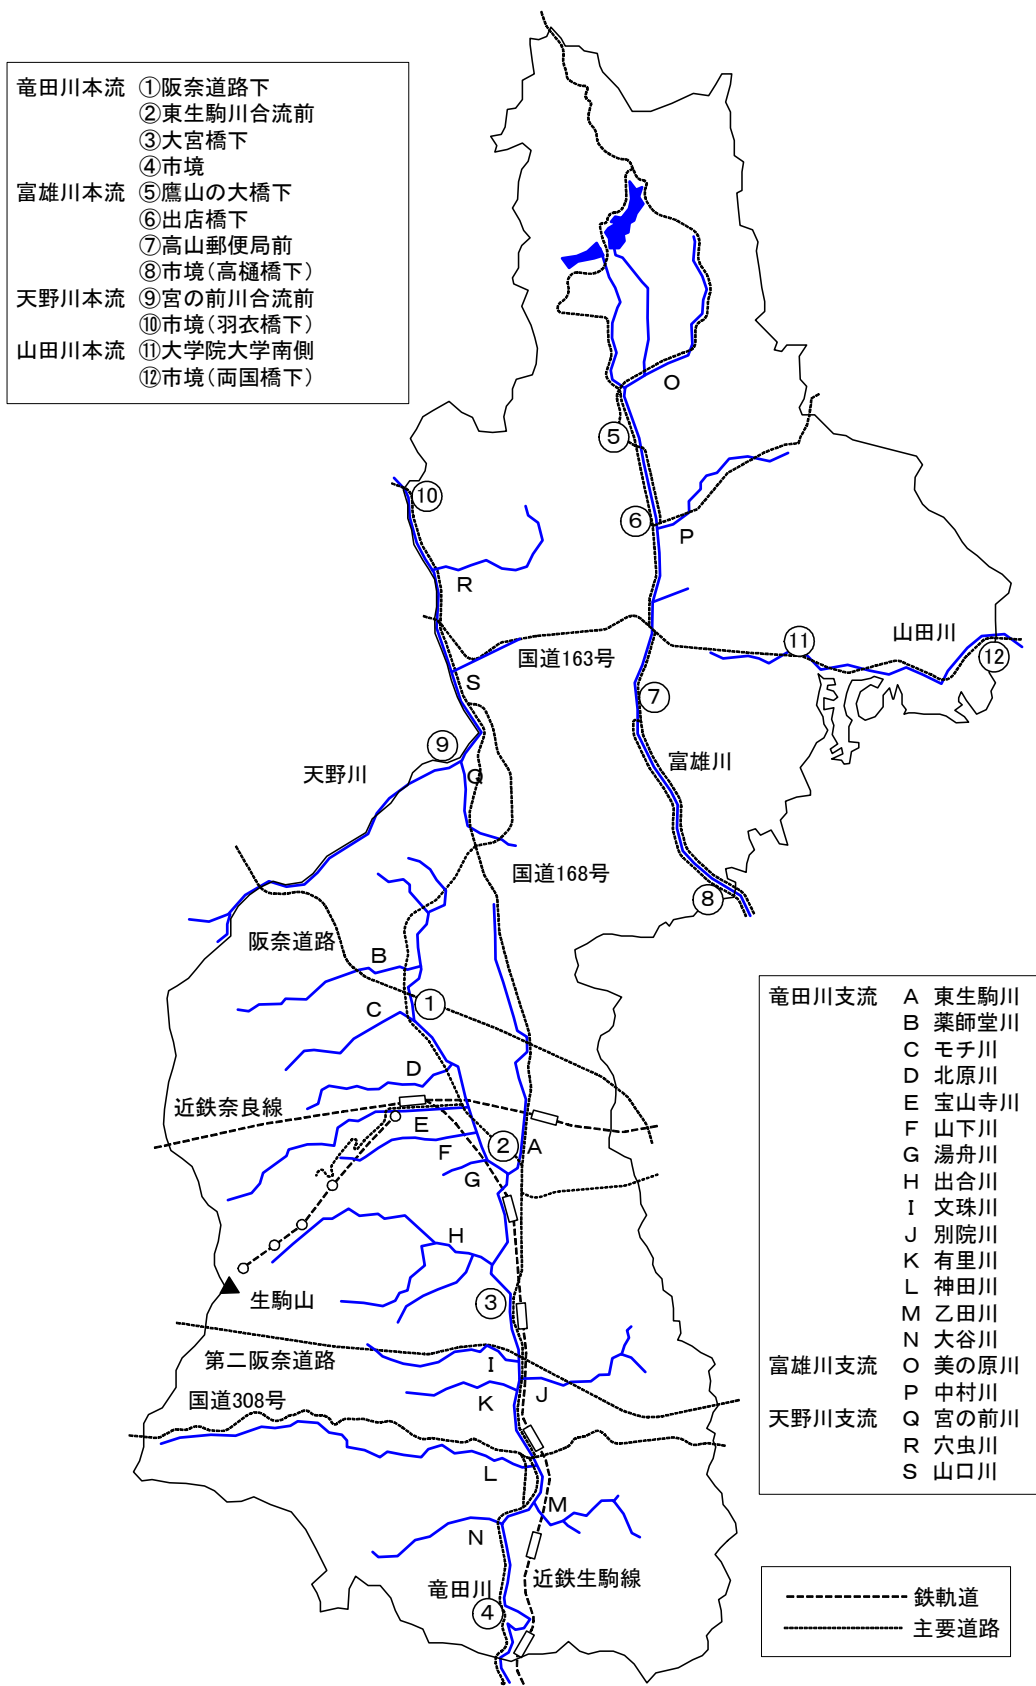 竜田川本流 ①阪奈道路下
②東生駒川合流前
③大宮橋下
④市境
富雄川本流 ⑤鷹山の大橋下
⑥出店橋下
⑦高山郵便局前
⑧市境(高樋橋下)
天野川本流 ⑨宮の前川合流前
⑩市境(羽衣橋下)
山田川本流 ⑪大学院大学南側
⑫市境(両国橋下)
O
⑤
⑩
⑥
P
R
山田川
⑪
⑫
国道163号
S
⑦
⑨
天野川
Q
富雄川
国道168号
⑧
阪奈道路
B
①
C
D
近鉄奈良線
E
②
A
F
G
H
生駒山
③
第二阪奈道路
I
国道308号
K
J
L
M
N
竜田川
近鉄生駒線
④
竜田川支流 A 東生駒川
B 薬師堂川
C モチ川
D 北原川
E 宝山寺川
F 山下川
G 湯舟川
H 出合川
I 文珠川
J 別院川
K 有里川
L 神田川
M 乙田川
N 大谷川
富雄川支流 O 美の原川
P 中村川
天野川支流 Q 宮の前川
R 穴虫川
S 山口川
鉄軌道
主要道路